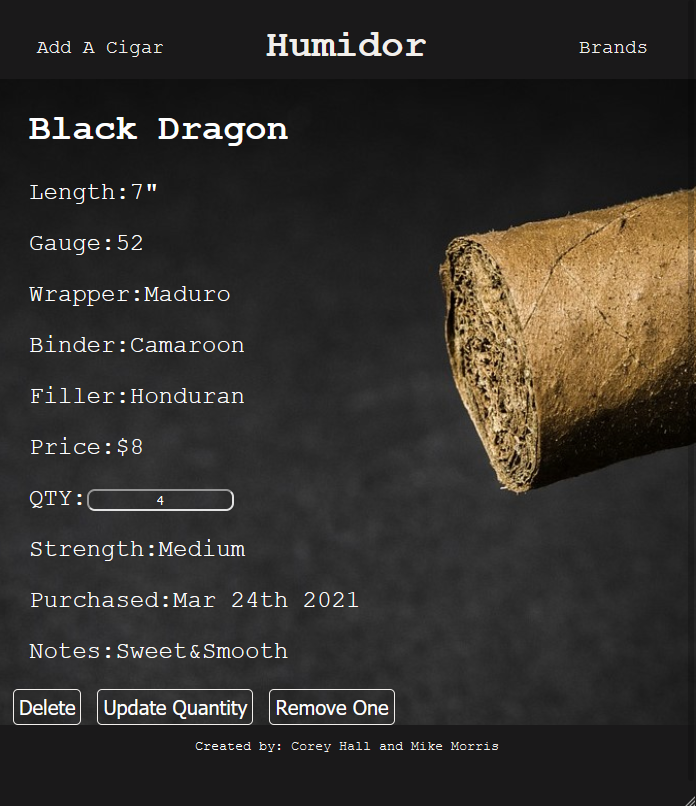 Add A Cigar Humidor Brands
Black Dragon
Length:7"
Gauge:52
Wrapper:Maduro
Binder:Camaroon
Filler:Honduran
Price:$8
QTY:4
Strength:Medium
Purchased:Mar 24th 2021
Notes:Sweet&Smooth
Delete Update Quantity Remove One
Created by: Corey Hall and Mike Morris